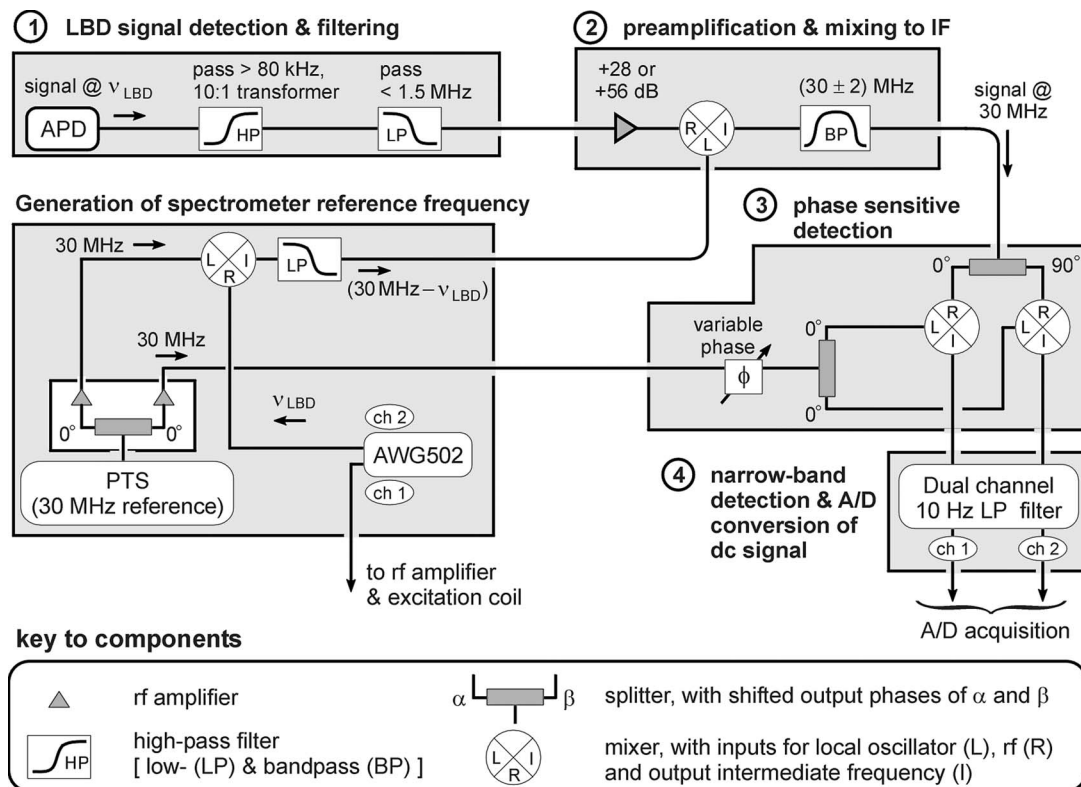 1 LBD signal detection & filtering
signal @ νLBD
APD
pass > 80 kHz,
10:1 transformer
HP
pass
< 1.5 MHz
LP
2 preamplification & mixing to IF
+28 or
+56 dB
R I
L
(30 ± 2) MHz
BP
signal @
30 MHz
Generation of spectrometer reference frequency
30 MHz
L I
R
LP
(30 MHz – νLBD)
30 MHz
0° 0°
PTS
(30 MHz reference)
νLBD
ch 2
AWG502
ch 1
to rf amplifier
& excitation coil
3 phase sensitive
detection
0° 90°
R
L
I
R
L
I
variable
phase
ϕ
0°
0°
4 narrow-band
detection & A/D
conversion of
dc signal
Dual channel
10 Hz LP filter
ch 1 ch 2
A/D acquisition
key to components
rf amplifier
HP
high-pass filter
[ low- (LP) & bandpass (BP) ]
α β
splitter, with shifted output phases of α and β
L I
R
mixer, with inputs for local oscillator (L), rf (R)
and output intermediate frequency (I)